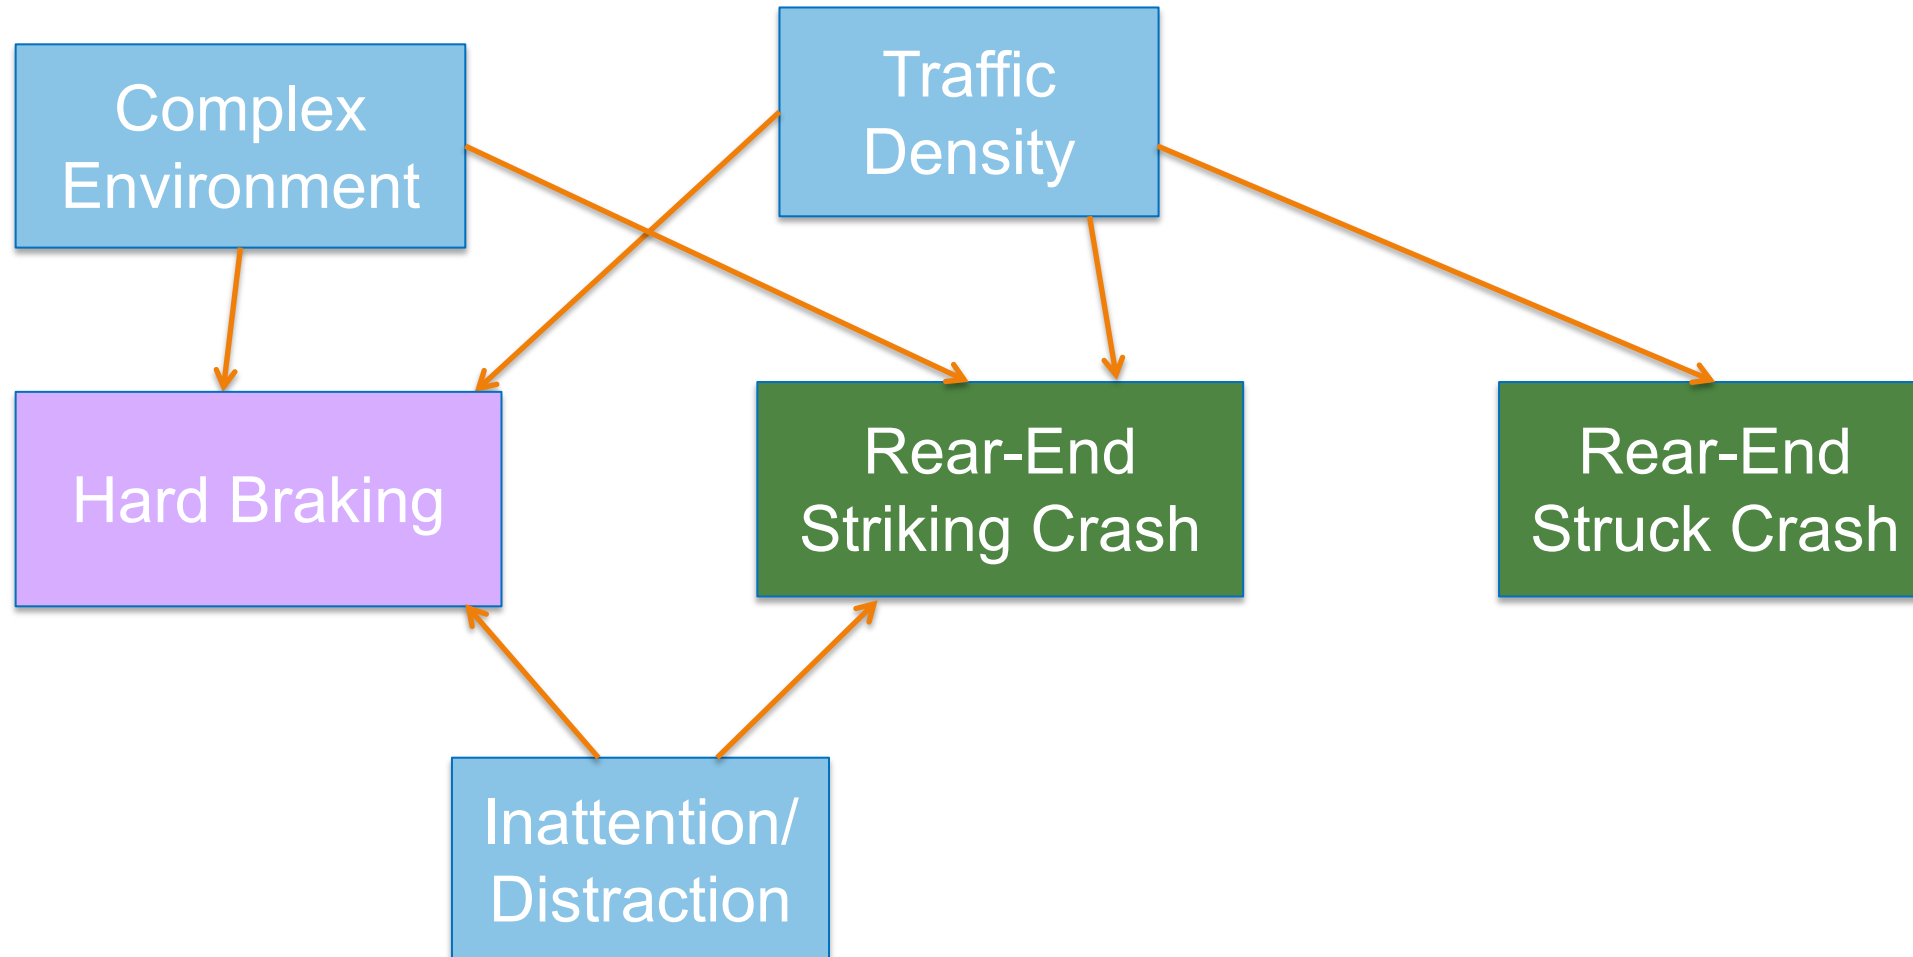 Complex
Environment
Traffic
Density
Hard Braking
Rear-End
Striking Crash
Rear-End
Struck Crash
Inattention/
Distraction